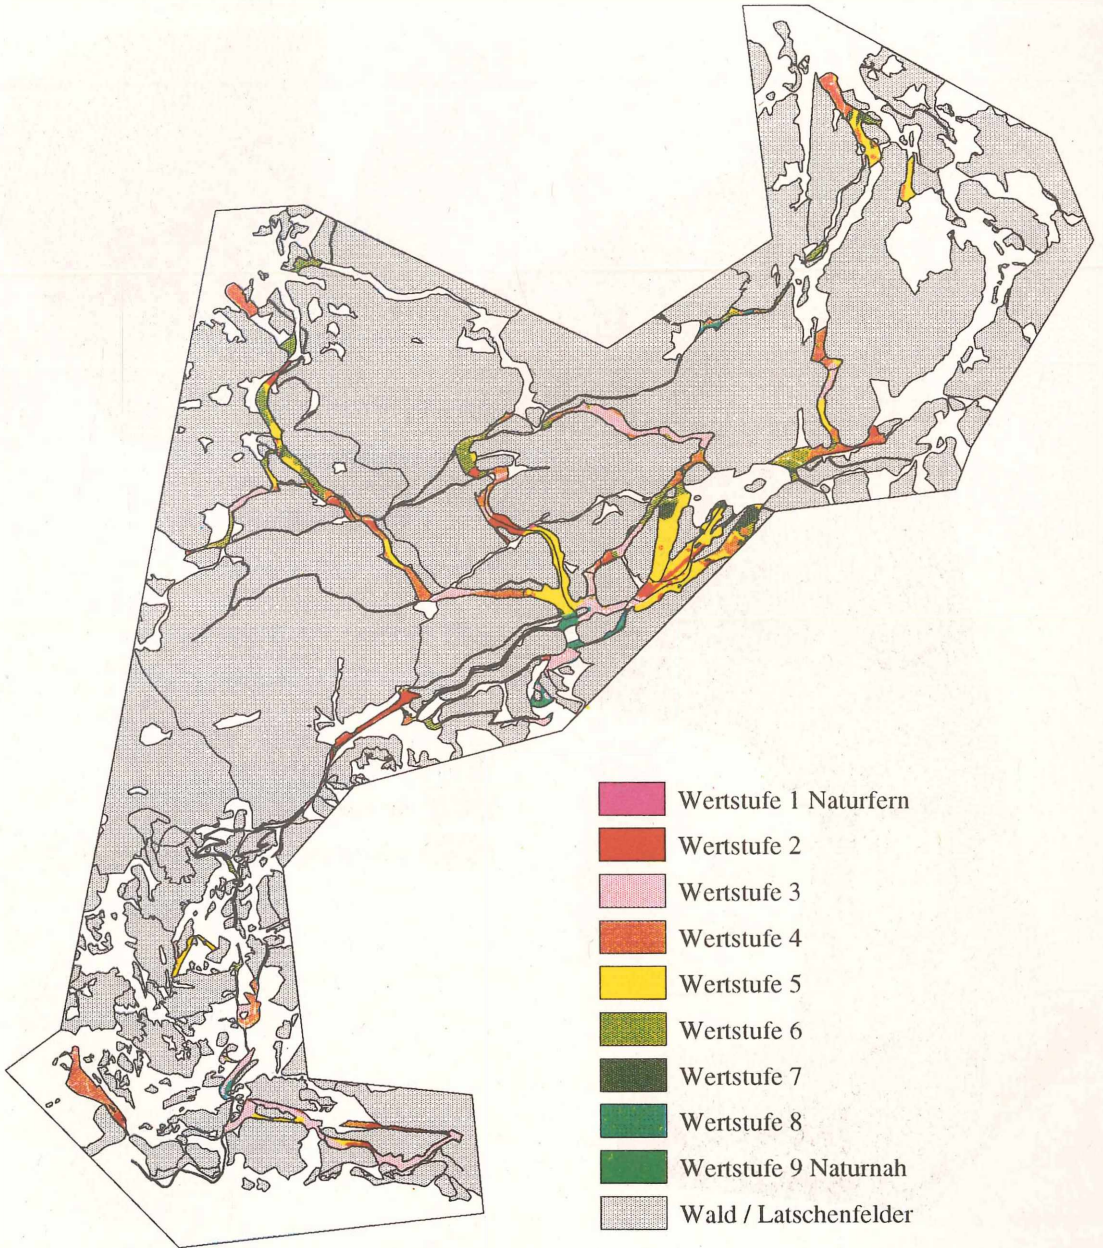 Wertstufe 1 Naturfern
Wertstufe 2
Wertstufe 3
Wertstufe 4
Wertstufe 5
Wertstufe 6
Wertstufe 7
Wertstufe 8
Wertstufe 9 Naturnah
Wald / Latschenfelder